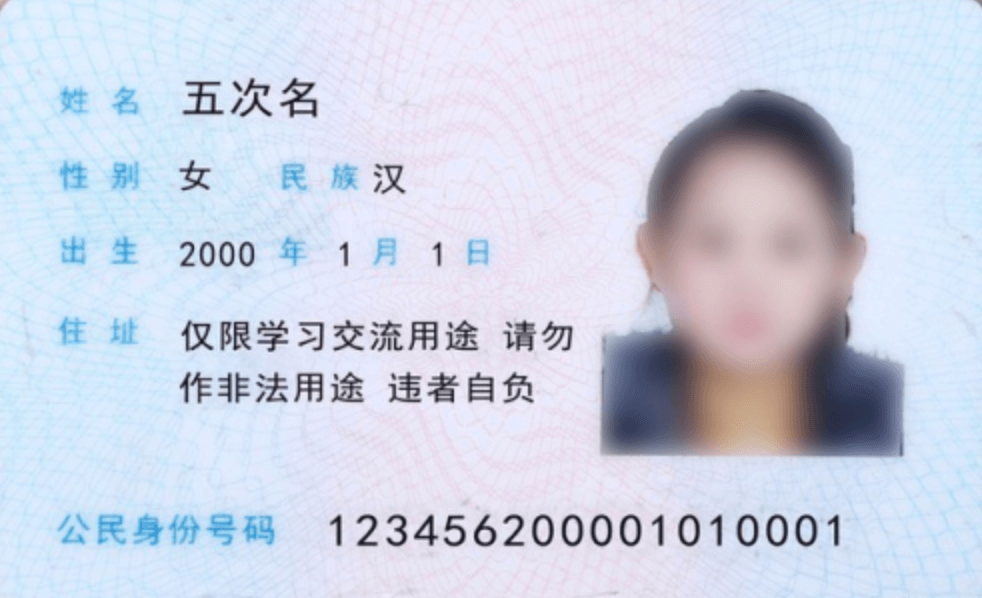 姓名 五次名
性别 女 民族 汉
出生 2000 年 1 月 1 日
住址 仅限学习交流用途 请勿
作非法用途 违者自负
公民身份号码 123456200001010001